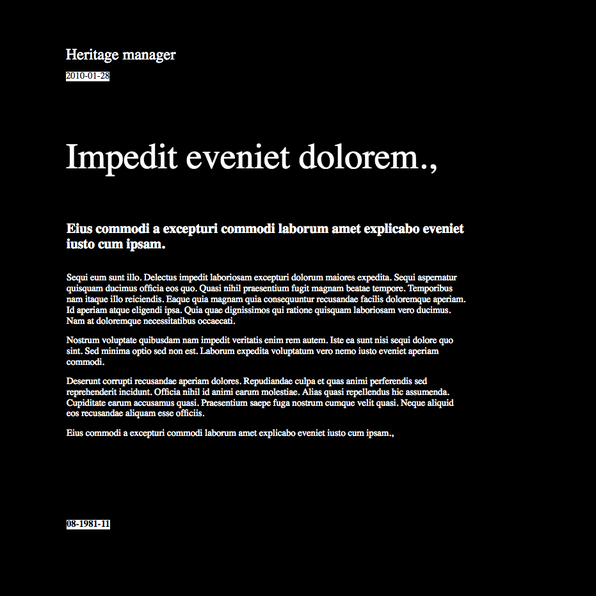 Heritage manager
2010-01-28
Impedit eveniet dolorem.,
Eius commodi a excepturi commodi laborum amet explicabo eveniet
iusto cum ipsam.
Sequi eum sunt illo. Delectus impedit laboriosam excepturi dolorum maiores expedita. Sequi aspernatur
quisquam ducimus officia eos quo. Quasi nihil praesentium fugit magnam beatae tempore. Temporibus
nam itaque illo reiciendis. Eaque quia magnam quia consequuntur recusandae facilis doloremque aperiam.
Id aperiam atque eligendi ipsa. Quia quae dignissimos qui ratione quisquam laboriosam vero ducimus.
Nam at doloremque necessitatibus occaecati.
Nostrum voluptate quibusdam nam impedit veritatis enim rem autem. Iste ea sunt nisi sequi dolore quo
sint. Sed minima optio sed non est. Laborum expedita voluptatum vero nemo iusto eveniet aperiam
commodi.
Deserunt corrupti recusandae aperiam dolores. Repudiandae culpa et quas animi perferendis sed
reprehenderit incidunt. Officia nihil id animi earum molestiae. Alias quasi repellendus hic assumenda.
Cupiditate earum accusamus quasi. Praesentium saepe fuga nostrum cumque velit quasi. Neque aliquid
eos recusandae aliquam esse officiis.
Eius commodi a excepturi commodi laborum amet explicabo eveniet iusto cum ipsam.,
08-1981-11